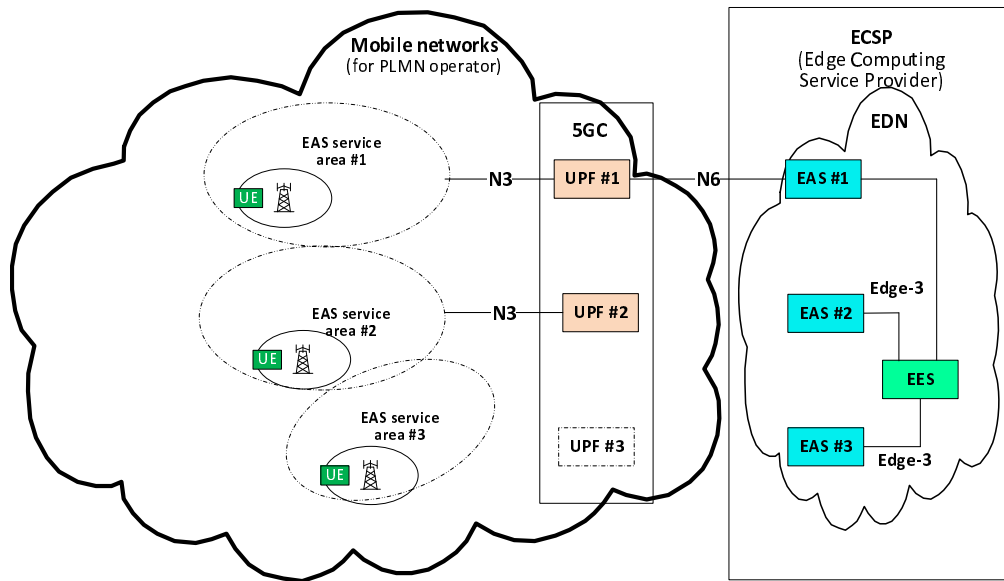 Mobile networks
(for PLMN operator)
ECSP
(Edge Computing
Service Provider)
EDN
5GC
EAS service
area #1
UE
N3
UPF #1
N6
EAS #1
EAS service
area #2
UE
N3
UPF #2
Edge-3
EAS #2
EES
EAS service
area #3
UE
UPF #3
EAS #3
Edge-3